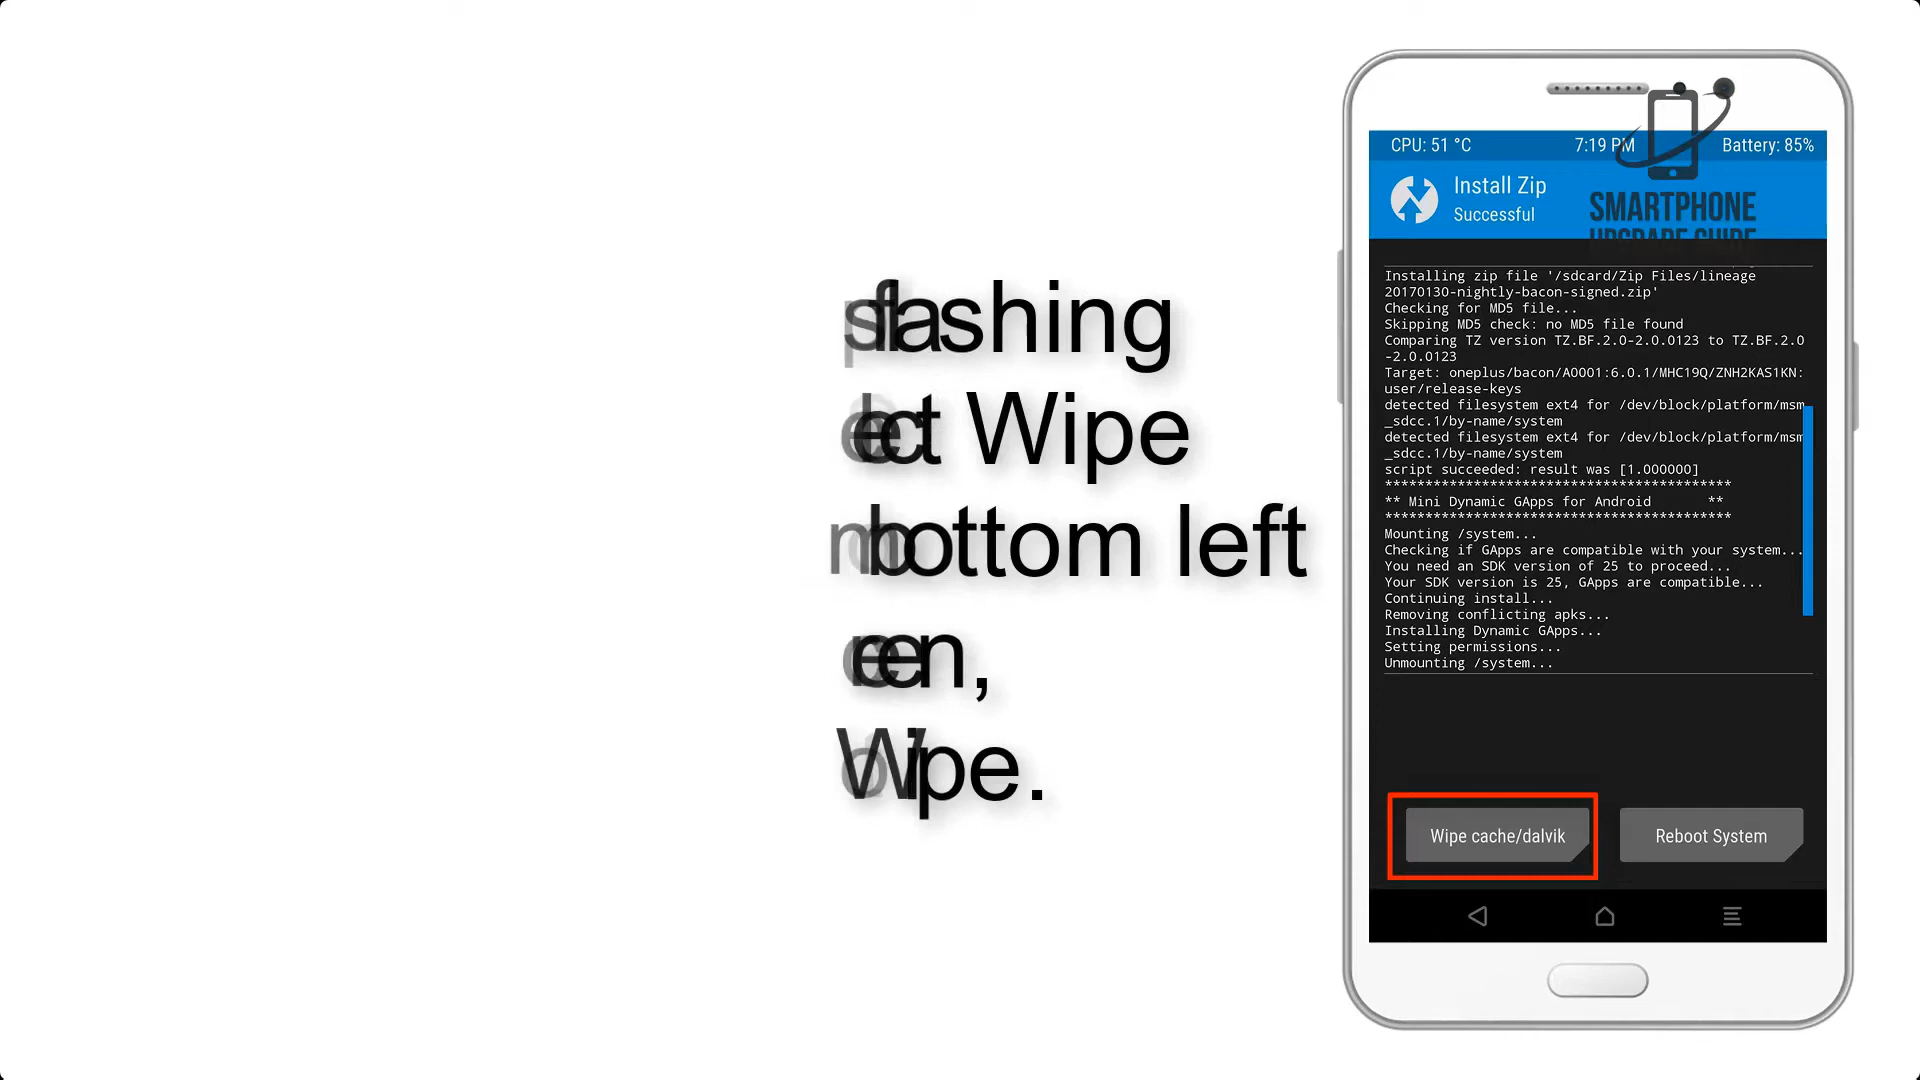 flashing
Wipe
bottom left
Wipe.
CPU: 51 °C 7:19 PM Battery: 85%
Install Zip
Successful
SMARTPHONE
UPGRADE GUIDE
Installing zip file '/sdcard/Zip Files/lineage
20170130-nightly-bacon-signed.zip'
Checking for MD5 file...
Skipping MD5 check: no MD5 file found
Comparing TZ version TZ.BF.2.0-2.0.0123 to TZ.BF.2.0
-2.0.0123
Target: oneplus/bacon/A0001:6.0.1/MHC19Q/ZNH2KAS1KN:
user/release-keys
detected filesystem ext4 for /dev/block/platform/msm
_sdcc.1/by-name/system
detected filesystem ext4 for /dev/block/platform/msm
_sdcc.1/by-name/system
script succeeded: result was [1.000000]
*******************************************
** Mini Dynamic GApps for Android **
*******************************************
Mounting /system...
Checking if GApps are compatible with your system...
You need an SDK version of 25 to proceed...
Your SDK version is 25, GApps are compatible...
Continuing install...
Removing conflicting apks...
Installing Dynamic GApps...
Setting permissions...
Unmounting /system...
Wipe cache/dalvik Reboot System